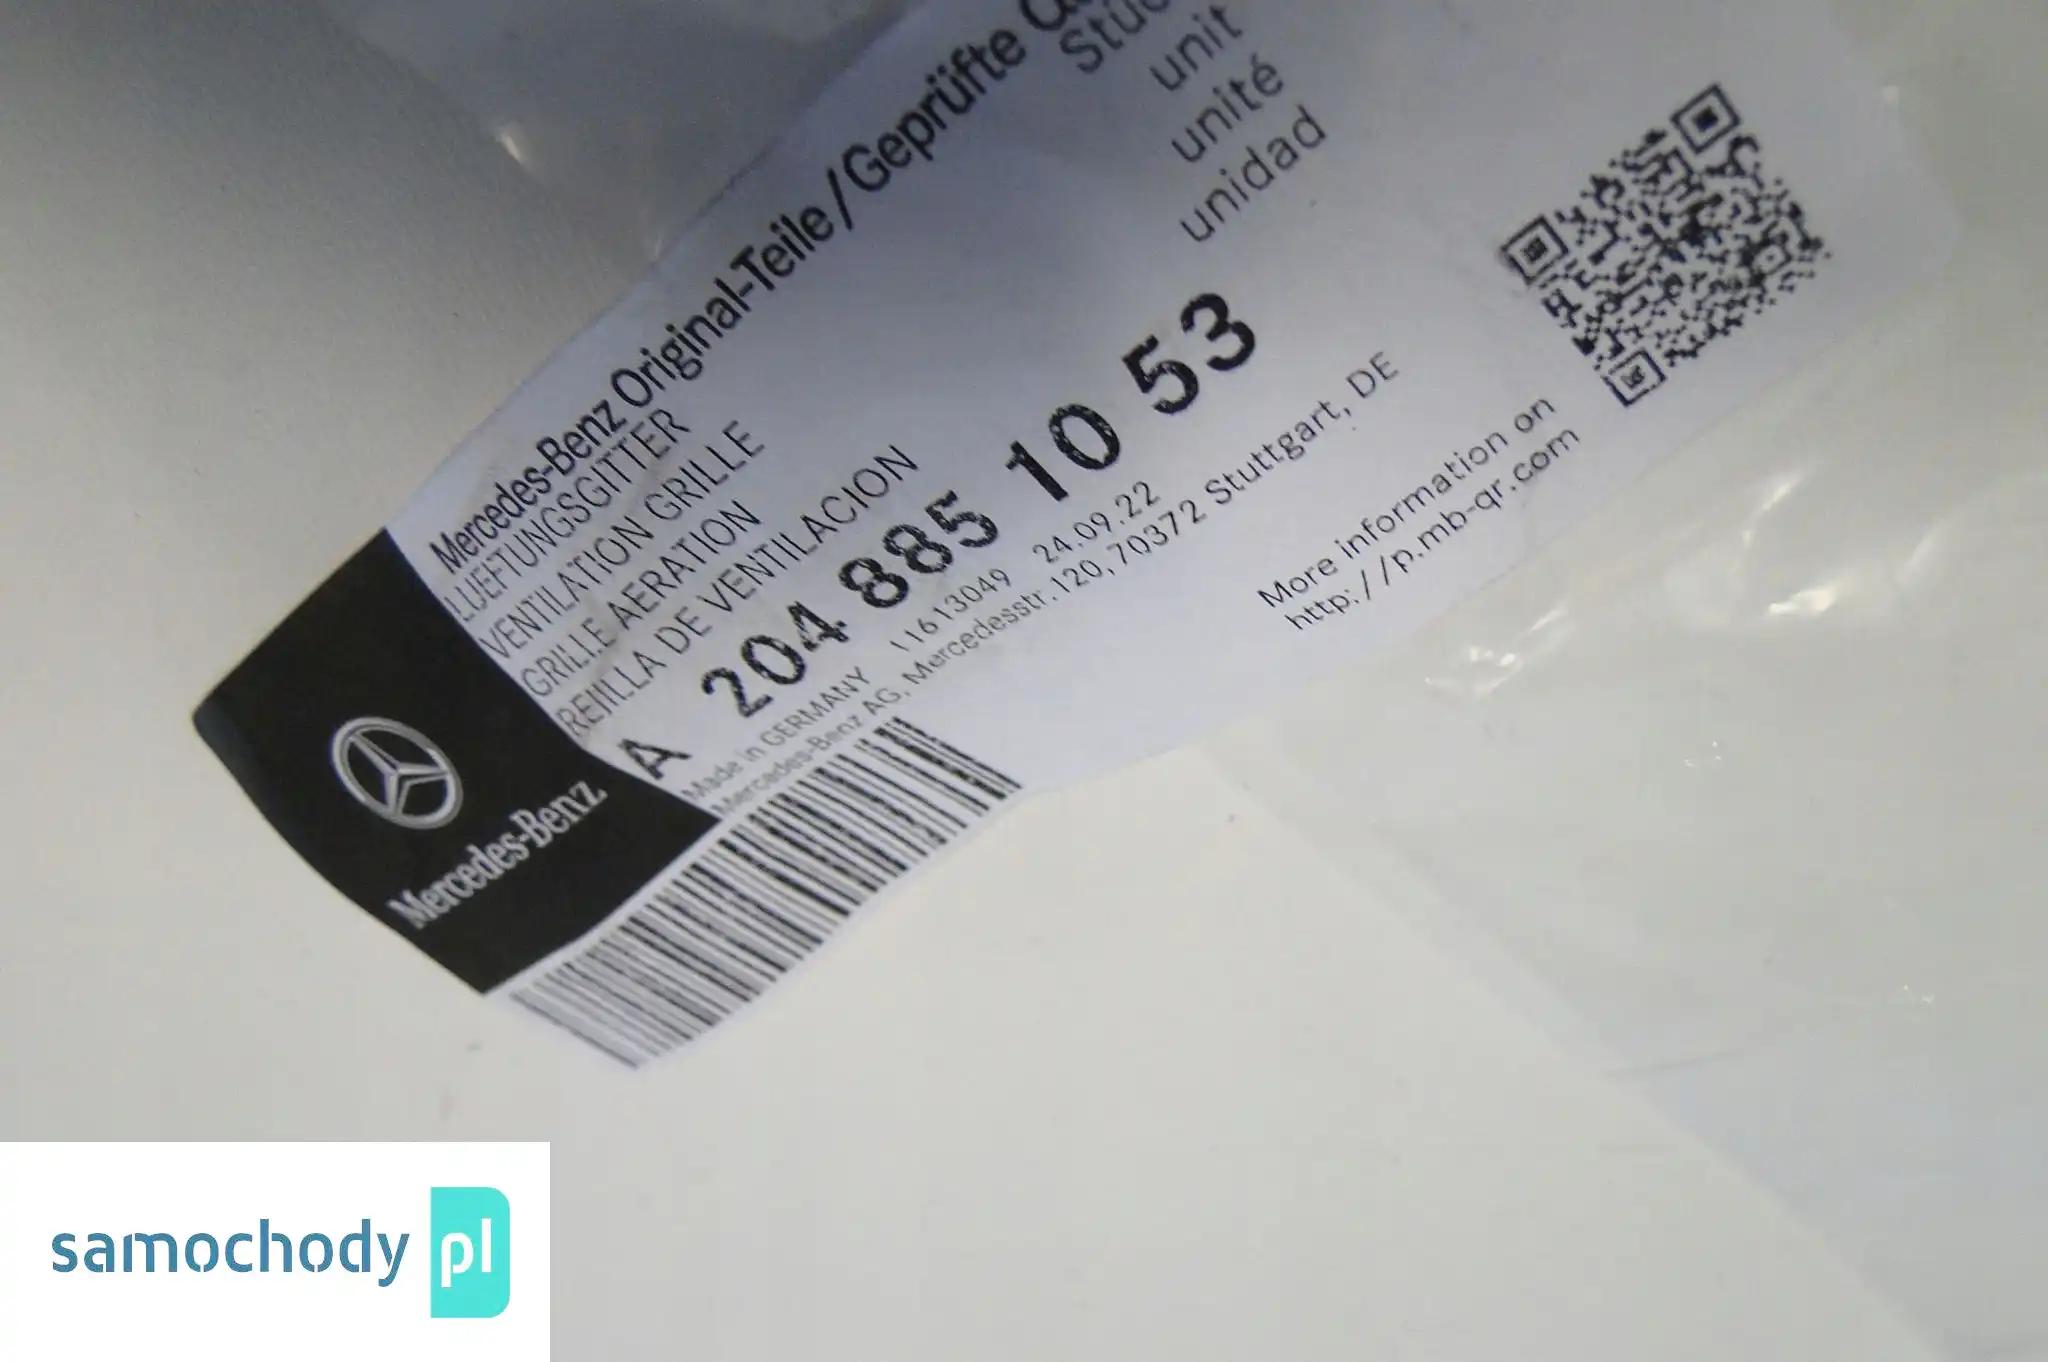 Mercedes-Benz Original-Teile/Geprüfte
unit
unité
unidad
LUEFTUNGSGITTER
VENTILATION GRILLE
GRILLE AERATION
REJILLA DE VENTILACION
A 204 885 10 53
Made in GERMANY 11613049 24.09.22
Mercedes-Benz AG, Mercedesstr.120, 70372 Stuttgart, DE
More information on
http://p.mb-qr.com
Mercedes-Benz
samochody pl